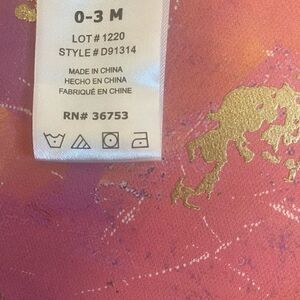 0-3 M
LOT # 1220
STYLE # D91314
MADE IN CHINA
HECHO EN CHINA
FABRIQUÉ EN CHINE
RN# 36753